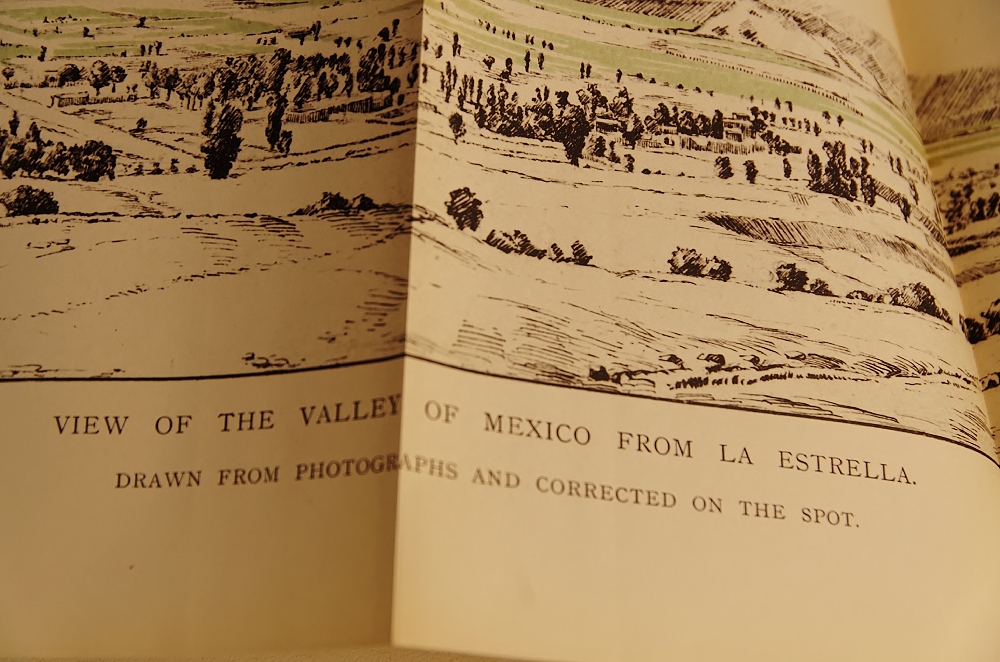 VIEW OF THE VALLEY OF MEXICO FROM LA ESTRELLA.
DRAWN FROM PHOTOGRAPHS AND CORRECTED ON THE SPOT.